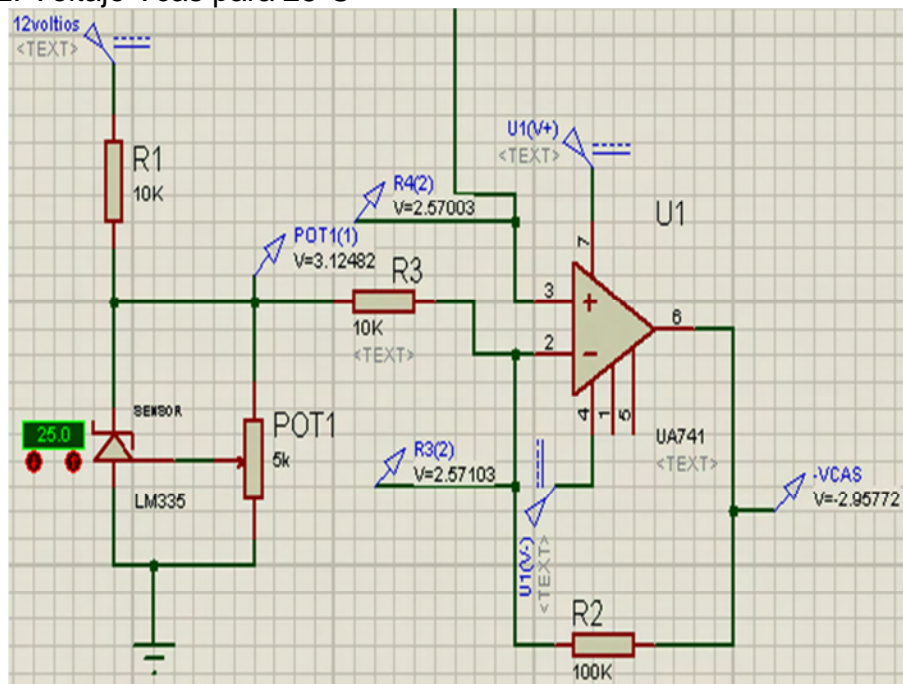 12voltios
<TEXT>
R1
10K
U1(V+)
<TEXT>
R4(2)
V=2.57003
U1
7
POT1(1)
V=3.12482
R3
10K
<TEXT>
3
+
6
2
−
4
1
5
UA741
<TEXT>
SENSOR
25.0
POT1
5k
LM335
R3(2)
V=2.57103
-VCAS
V=-2.95772
U1(V-)
<TEXT>
R2
100K